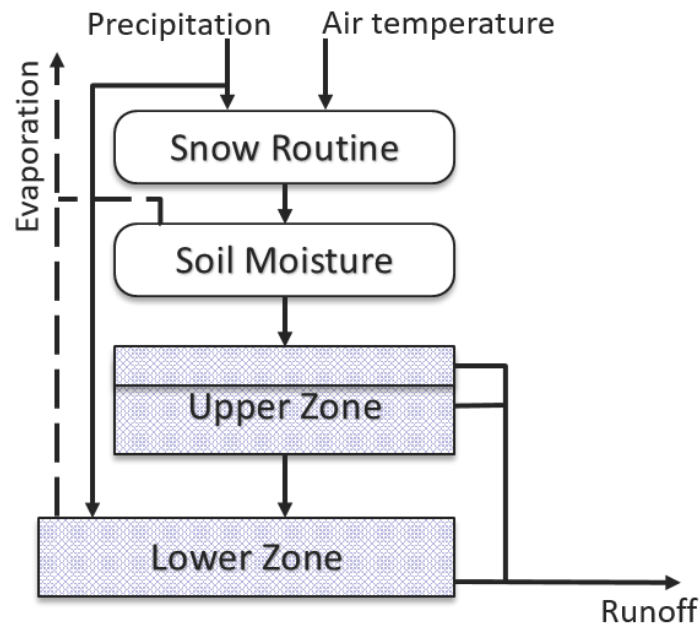 Precipitation
Air temperature
Evaporation
Snow Routine
Soil Moisture
Upper Zone
Lower Zone
Runoff